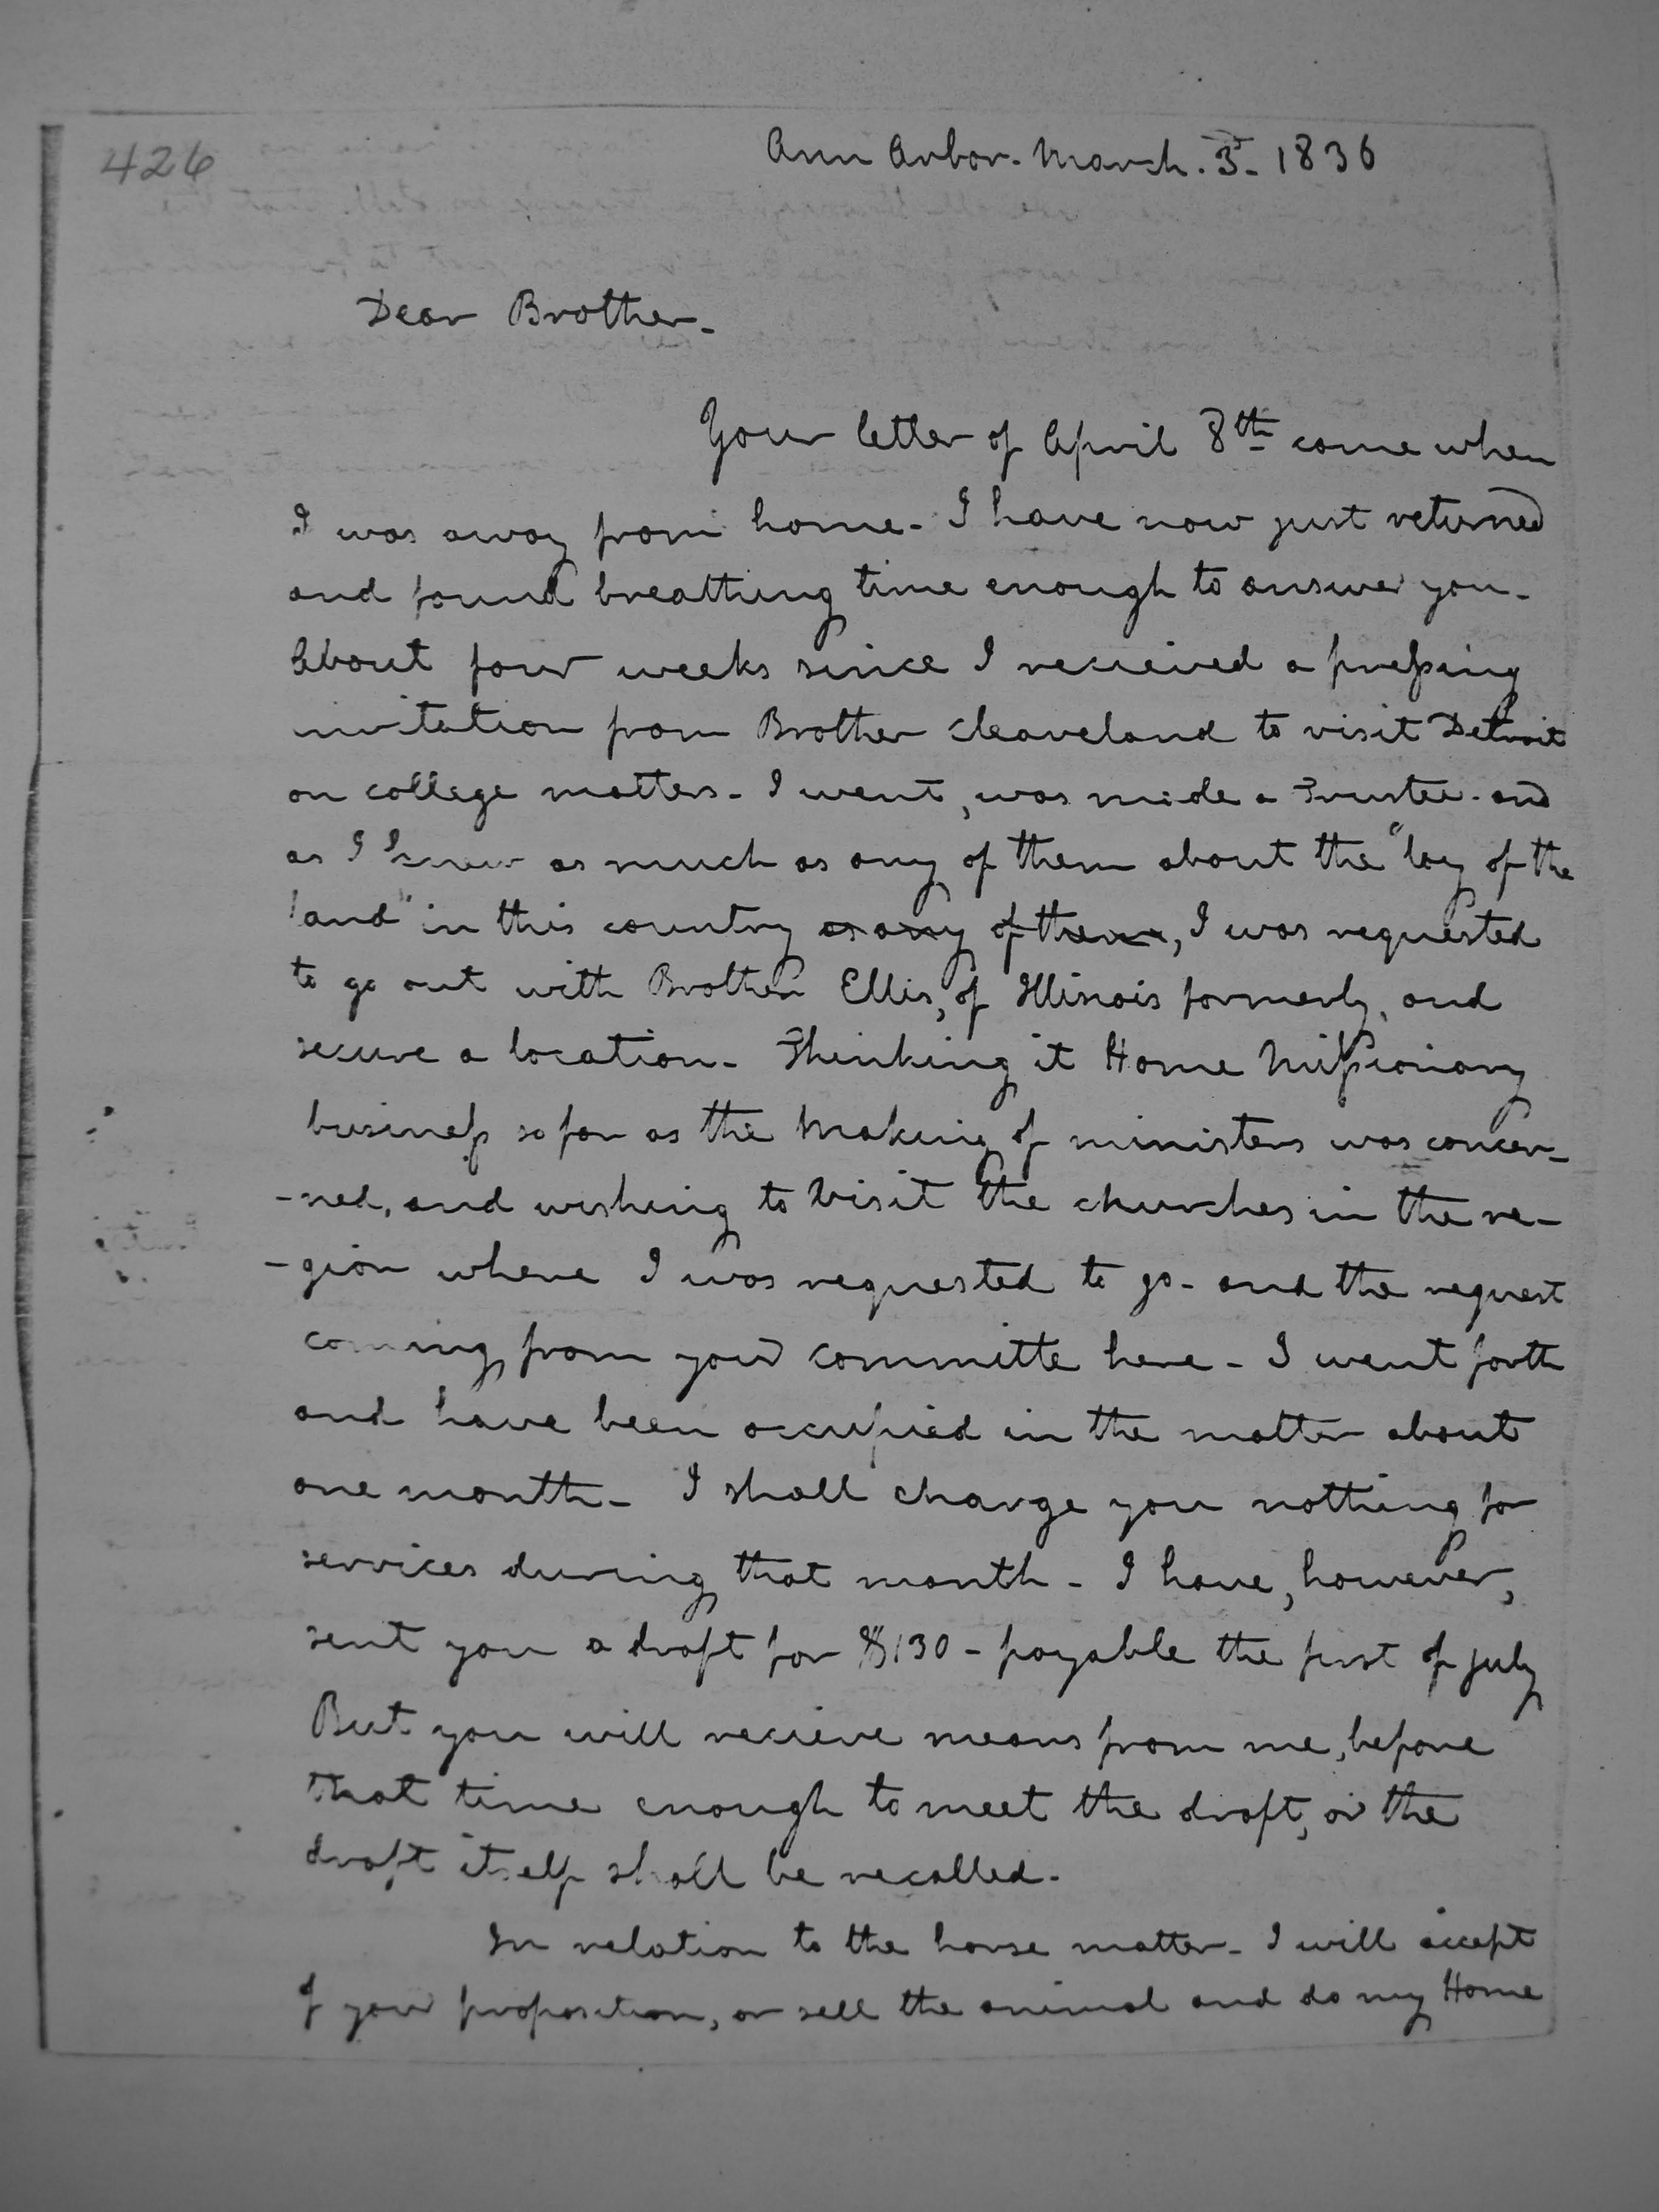 426
Ann Arbor. March. 3. 1836
Dear Brother.
Your letter of April 8th came when
I was away from home. I have now just returned
and found breathing time enough to answer you.
About four weeks since I recieved a pressing
invitation from Brother Cleaveland to visit Detroit
on college matters. I went, was made a Trustee. and
as I knew as much as any of them about the "lay of the
land" in this country as any of them, I was requested
to go out with Brother Ellis, of Illinois formerly, and
secure a location. Thinking it Home Missionary
business so far as the making of ministers was concer-
-ned, and wishing to visit the churches in the re-
-gion where I was requested to go. and the request
coming from your committe here. I went forth
and have been occupied in the matter about
one month. I shall charge you nothing for
services during that month. I have, however,
sent you a draft for $130 - payable the first of july
But you will recieve means from me, before
that time enough to meet the draft, or the
draft itself shall be recalled.
In relation to the horse matter. I will accept
of your proposition, or sell the animal and do my Home